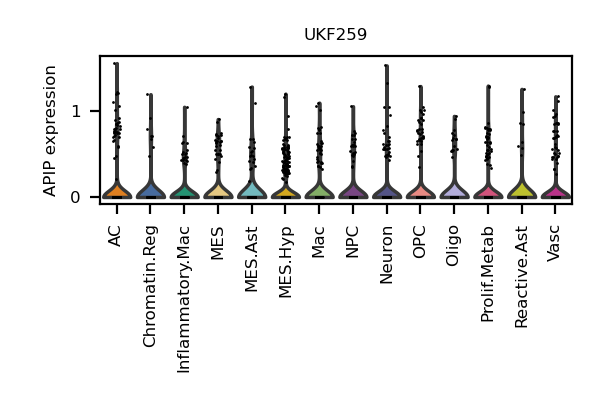 UKF259
APIP expression
1
0
AC
Chromatin.Reg
Inflammatory.Mac
MES
MES.Ast
MES.Hyp
Mac
NPC
Neuron
OPC
Oligo
Prolif.Metab
Reactive.Ast
Vasc